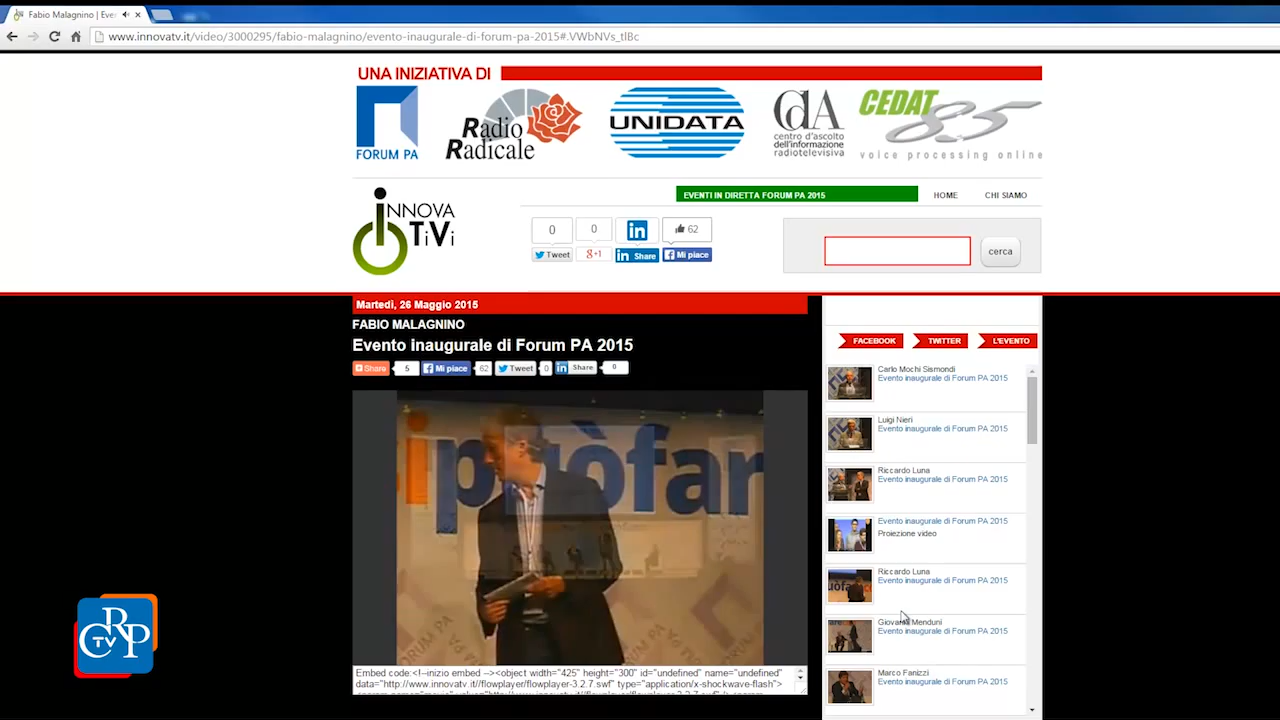 Fabio Malagnino | Eve
www.innovatv.it/video/3000295/fabio-malagnino/evento-inaugurale-di-forum-pa-2015#.VWbNVs_tlBc
UNA INIZIATIVA DI
FORUM PA
Radio Radicale
UNIDATA
CdA
centro d'ascolto
dell'informazione
radiotelevisiva
CEDAT 85
voice processing online
iNNOVA
TiVi
EVENTI IN DIRETTA FORUM PA 2015
HOME
CHI SIAMO
0
0
in
62
Tweet
g+1
in Share
Mi piace
cerca
Martedì, 26 Maggio 2015
FABIO MALAGNINO
Evento inaugurale di Forum PA 2015
Share 5 Mi piace 62 Tweet 0 in Share 0
FACEBOOK
TWITTER
L'EVENTO
Carlo Mochi Sismondi
Evento inaugurale di Forum PA 2015
Luigi Nieri
Evento inaugurale di Forum PA 2015
Riccardo Luna
Evento inaugurale di Forum PA 2015
Evento inaugurale di Forum PA 2015
Proiezione video
Riccardo Luna
Evento inaugurale di Forum PA 2015
Giovanni Menduni
Evento inaugurale di Forum PA 2015
Marco Fanizzi
Evento inaugurale di Forum PA 2015
Embed code:<!--inizio embed --><object width="425" height="300" id="undefined" name="undefined"
data="http://www.innovatv.it/flowplayer/flowplayer-3.2.7.swf" type="application/x-shockwave-flash">
CRP
TV